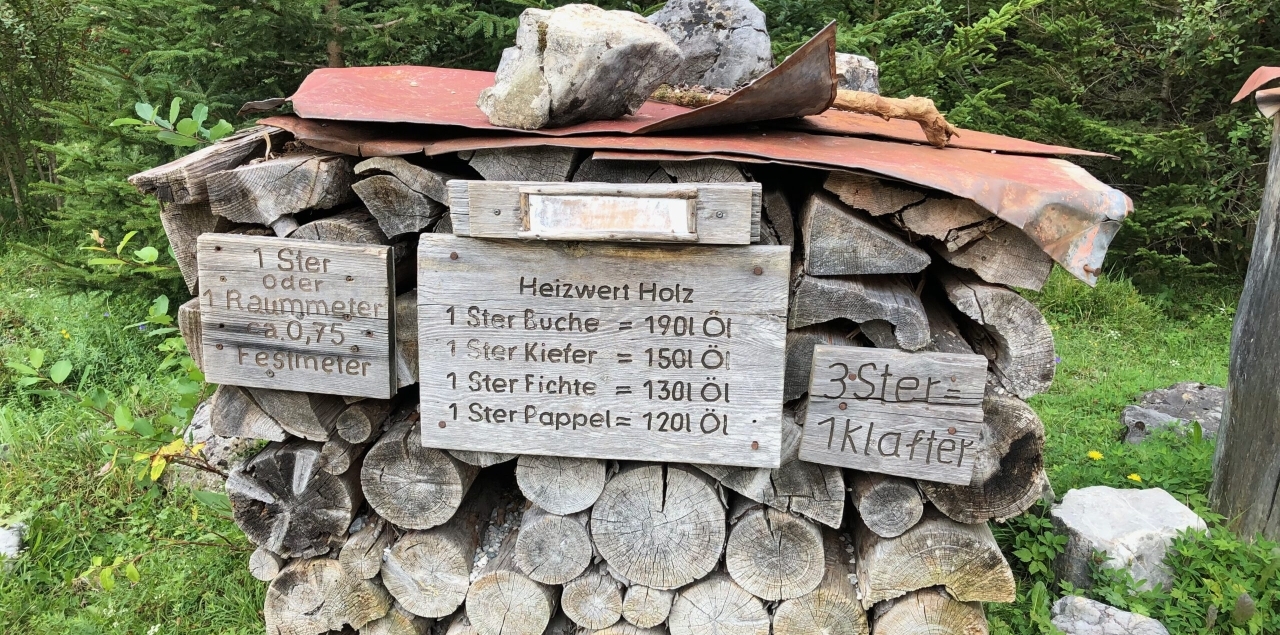 1 Ster
oder
1 Raummeter
ca.0,75
Festmeter
Heizwert Holz
1 Ster Buche = 190l Öl
1 Ster Kiefer = 150l Öl
1 Ster Fichte = 130l Öl
1 Ster Pappel = 120l Öl
3 Ster =
1 Klafter